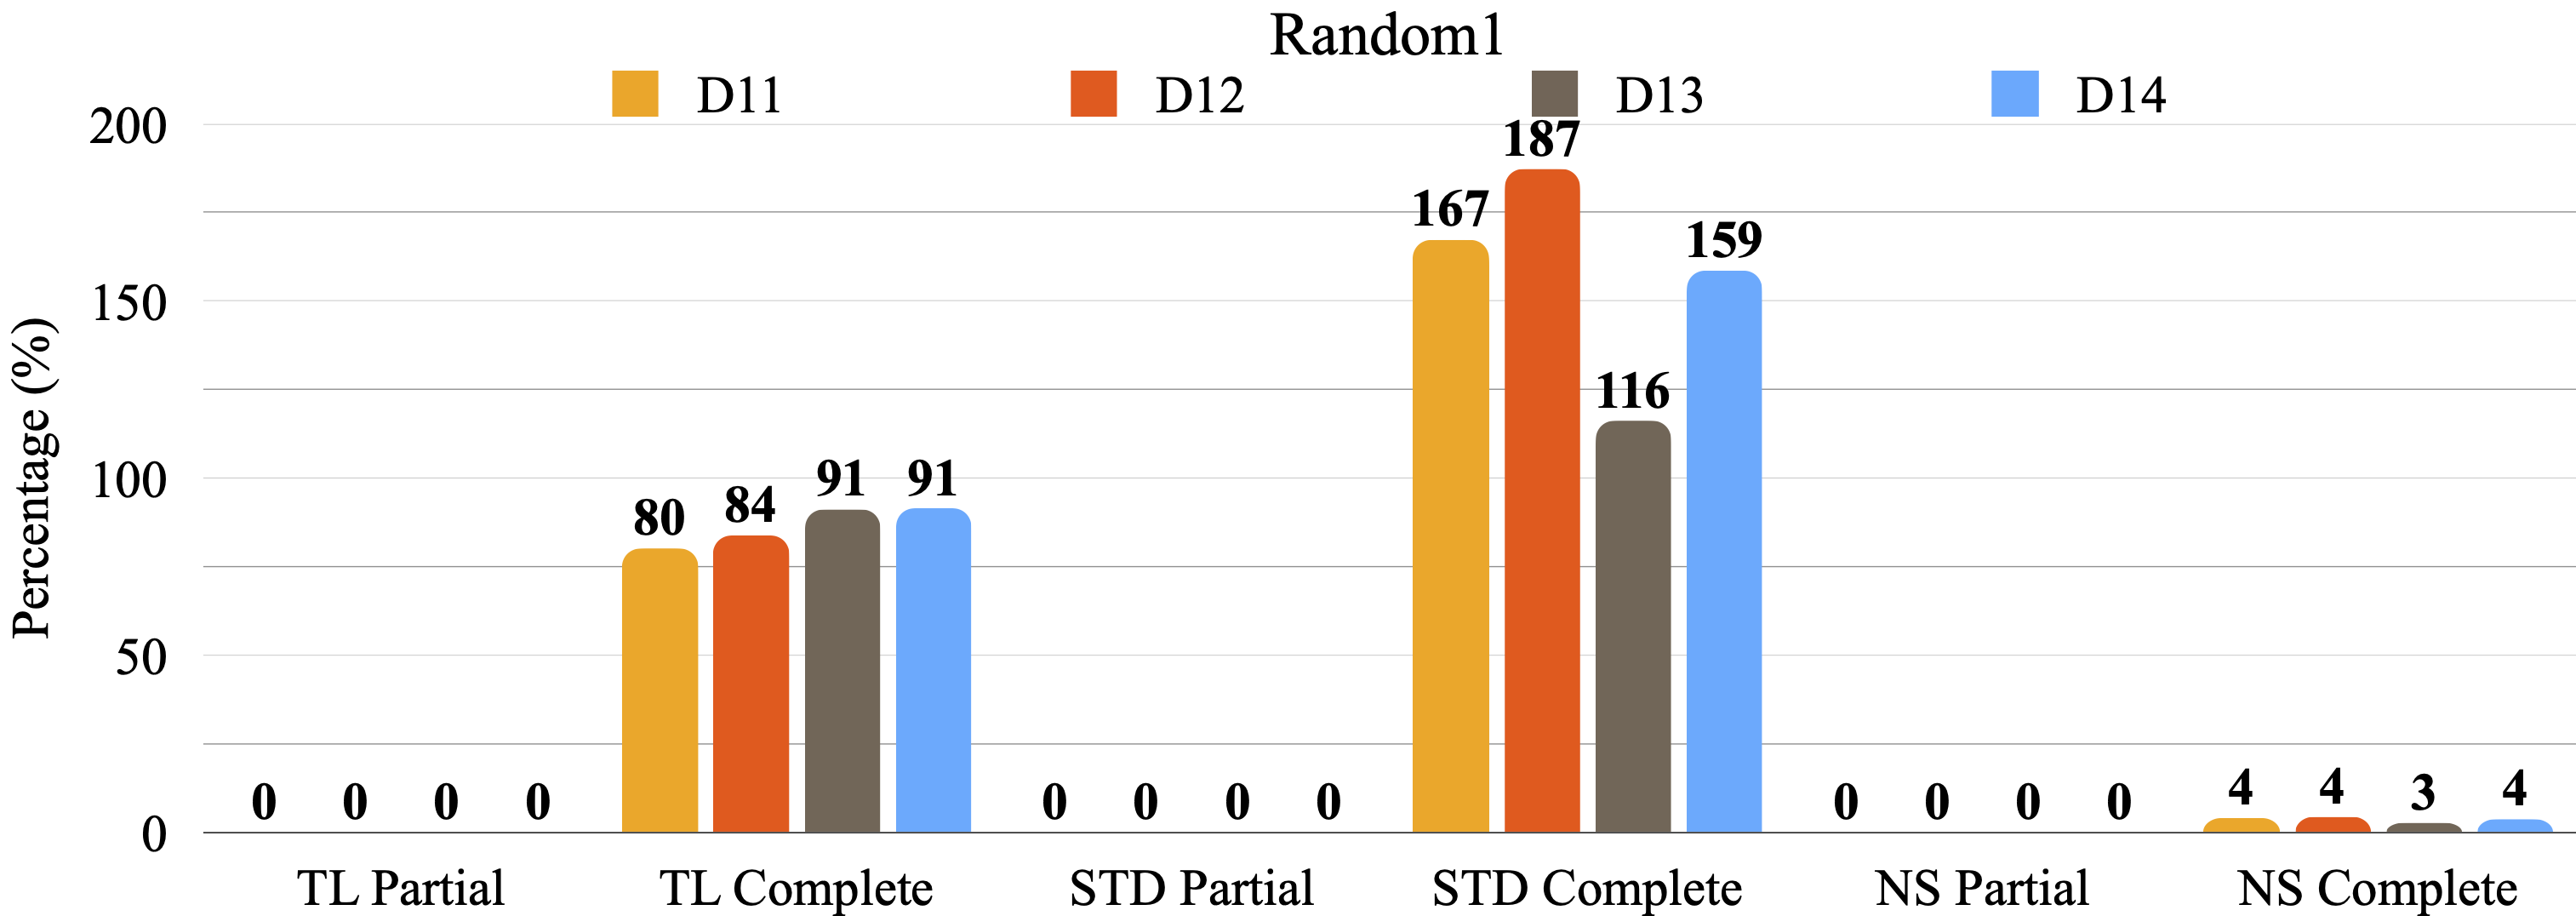 Random1
D11 D12 D13 D14
Percentage (%)
200
150
100
50
0
0 0 0 0
80 84 91 91
0 0 0 0
167 187 116 159
0 0 0 0
4 4 3 4
TL Partial TL Complete STD Partial STD Complete NS Partial NS Complete